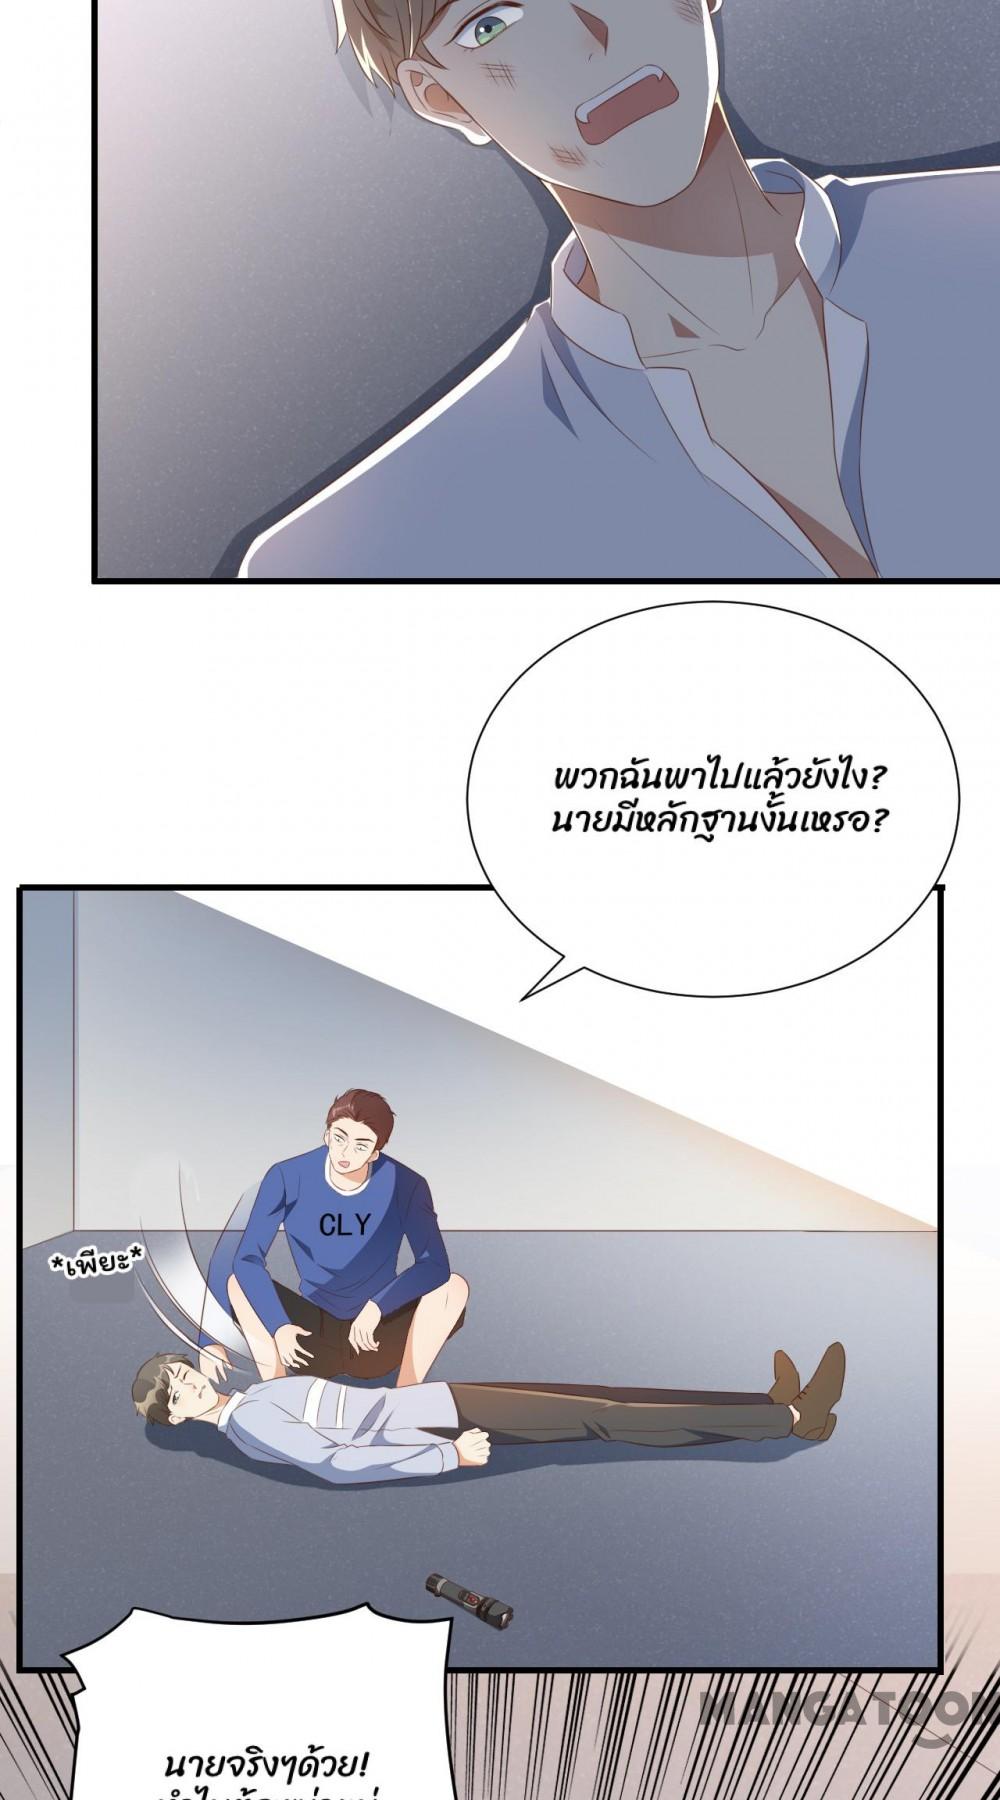 พวกฉันพาไปแล้วยังไง?
นายมีหลักฐานงั้นเหรอ?
CLY
*เพียะ*
MANGATOON
นายจริงๆด้วย!